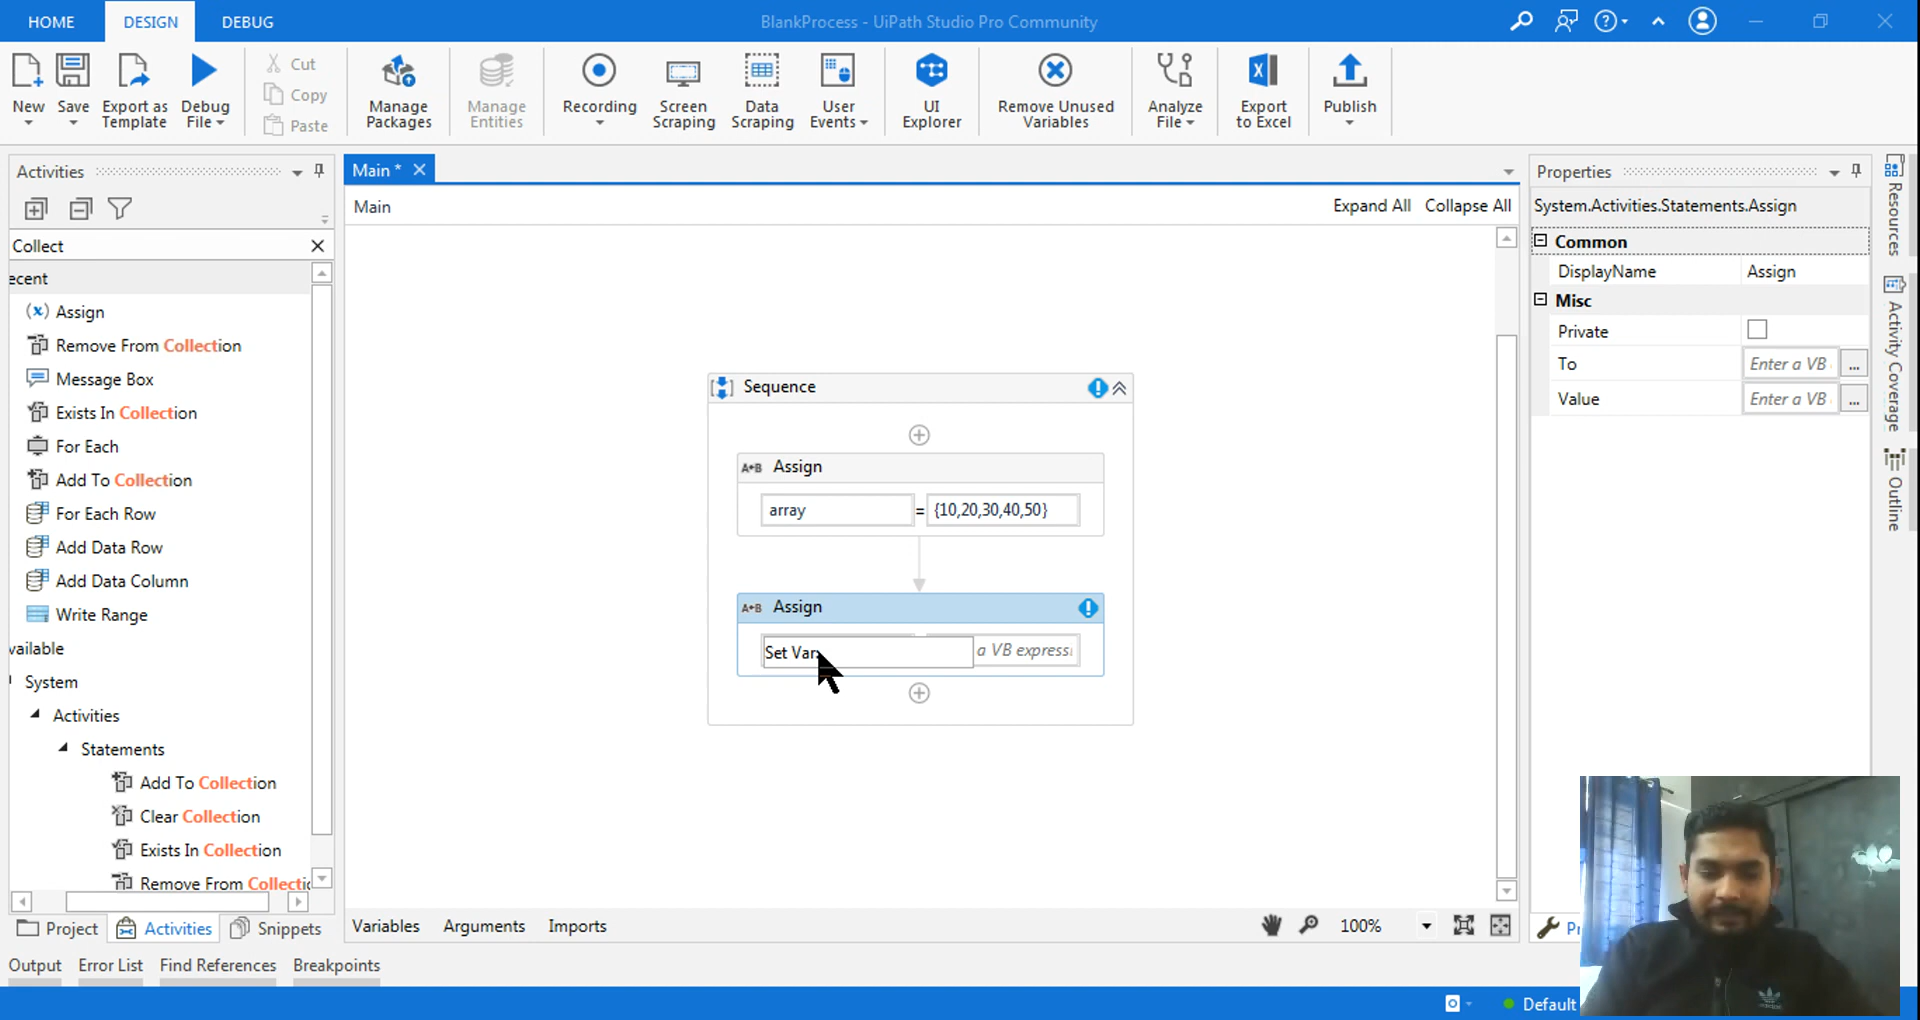 HOME DESIGN DEBUG BlankProcess - UiPath Studio Pro Community
New Save Export as Template Debug File Cut Copy Paste Manage Packages Manage Entities Recording Screen Scraping Data Scraping User Events UI Explorer Remove Unused Variables Analyze File Export to Excel Publish
Activities
Collect
ecent
Assign
Remove From Collection
Message Box
Exists In Collection
For Each
Add To Collection
For Each Row
Add Data Row
Add Data Column
Write Range
vailable
System
Activities
Statements
Add To Collection
Clear Collection
Exists In Collection
Remove From Collecti
Project Activities Snippets
Main *
Main Expand All Collapse All
Sequence
A+B Assign
array = {10,20,30,40,50}
A+B Assign
Set Var: a VB express
Variables Arguments Imports 100%
Properties
System.Activities.Statements.Assign
Common
DisplayName Assign
Misc
Private
To Enter a VB ...
Value Enter a VB ...
Pr
Resources
Activity Coverage
Outline
Output Error List Find References Breakpoints
Default